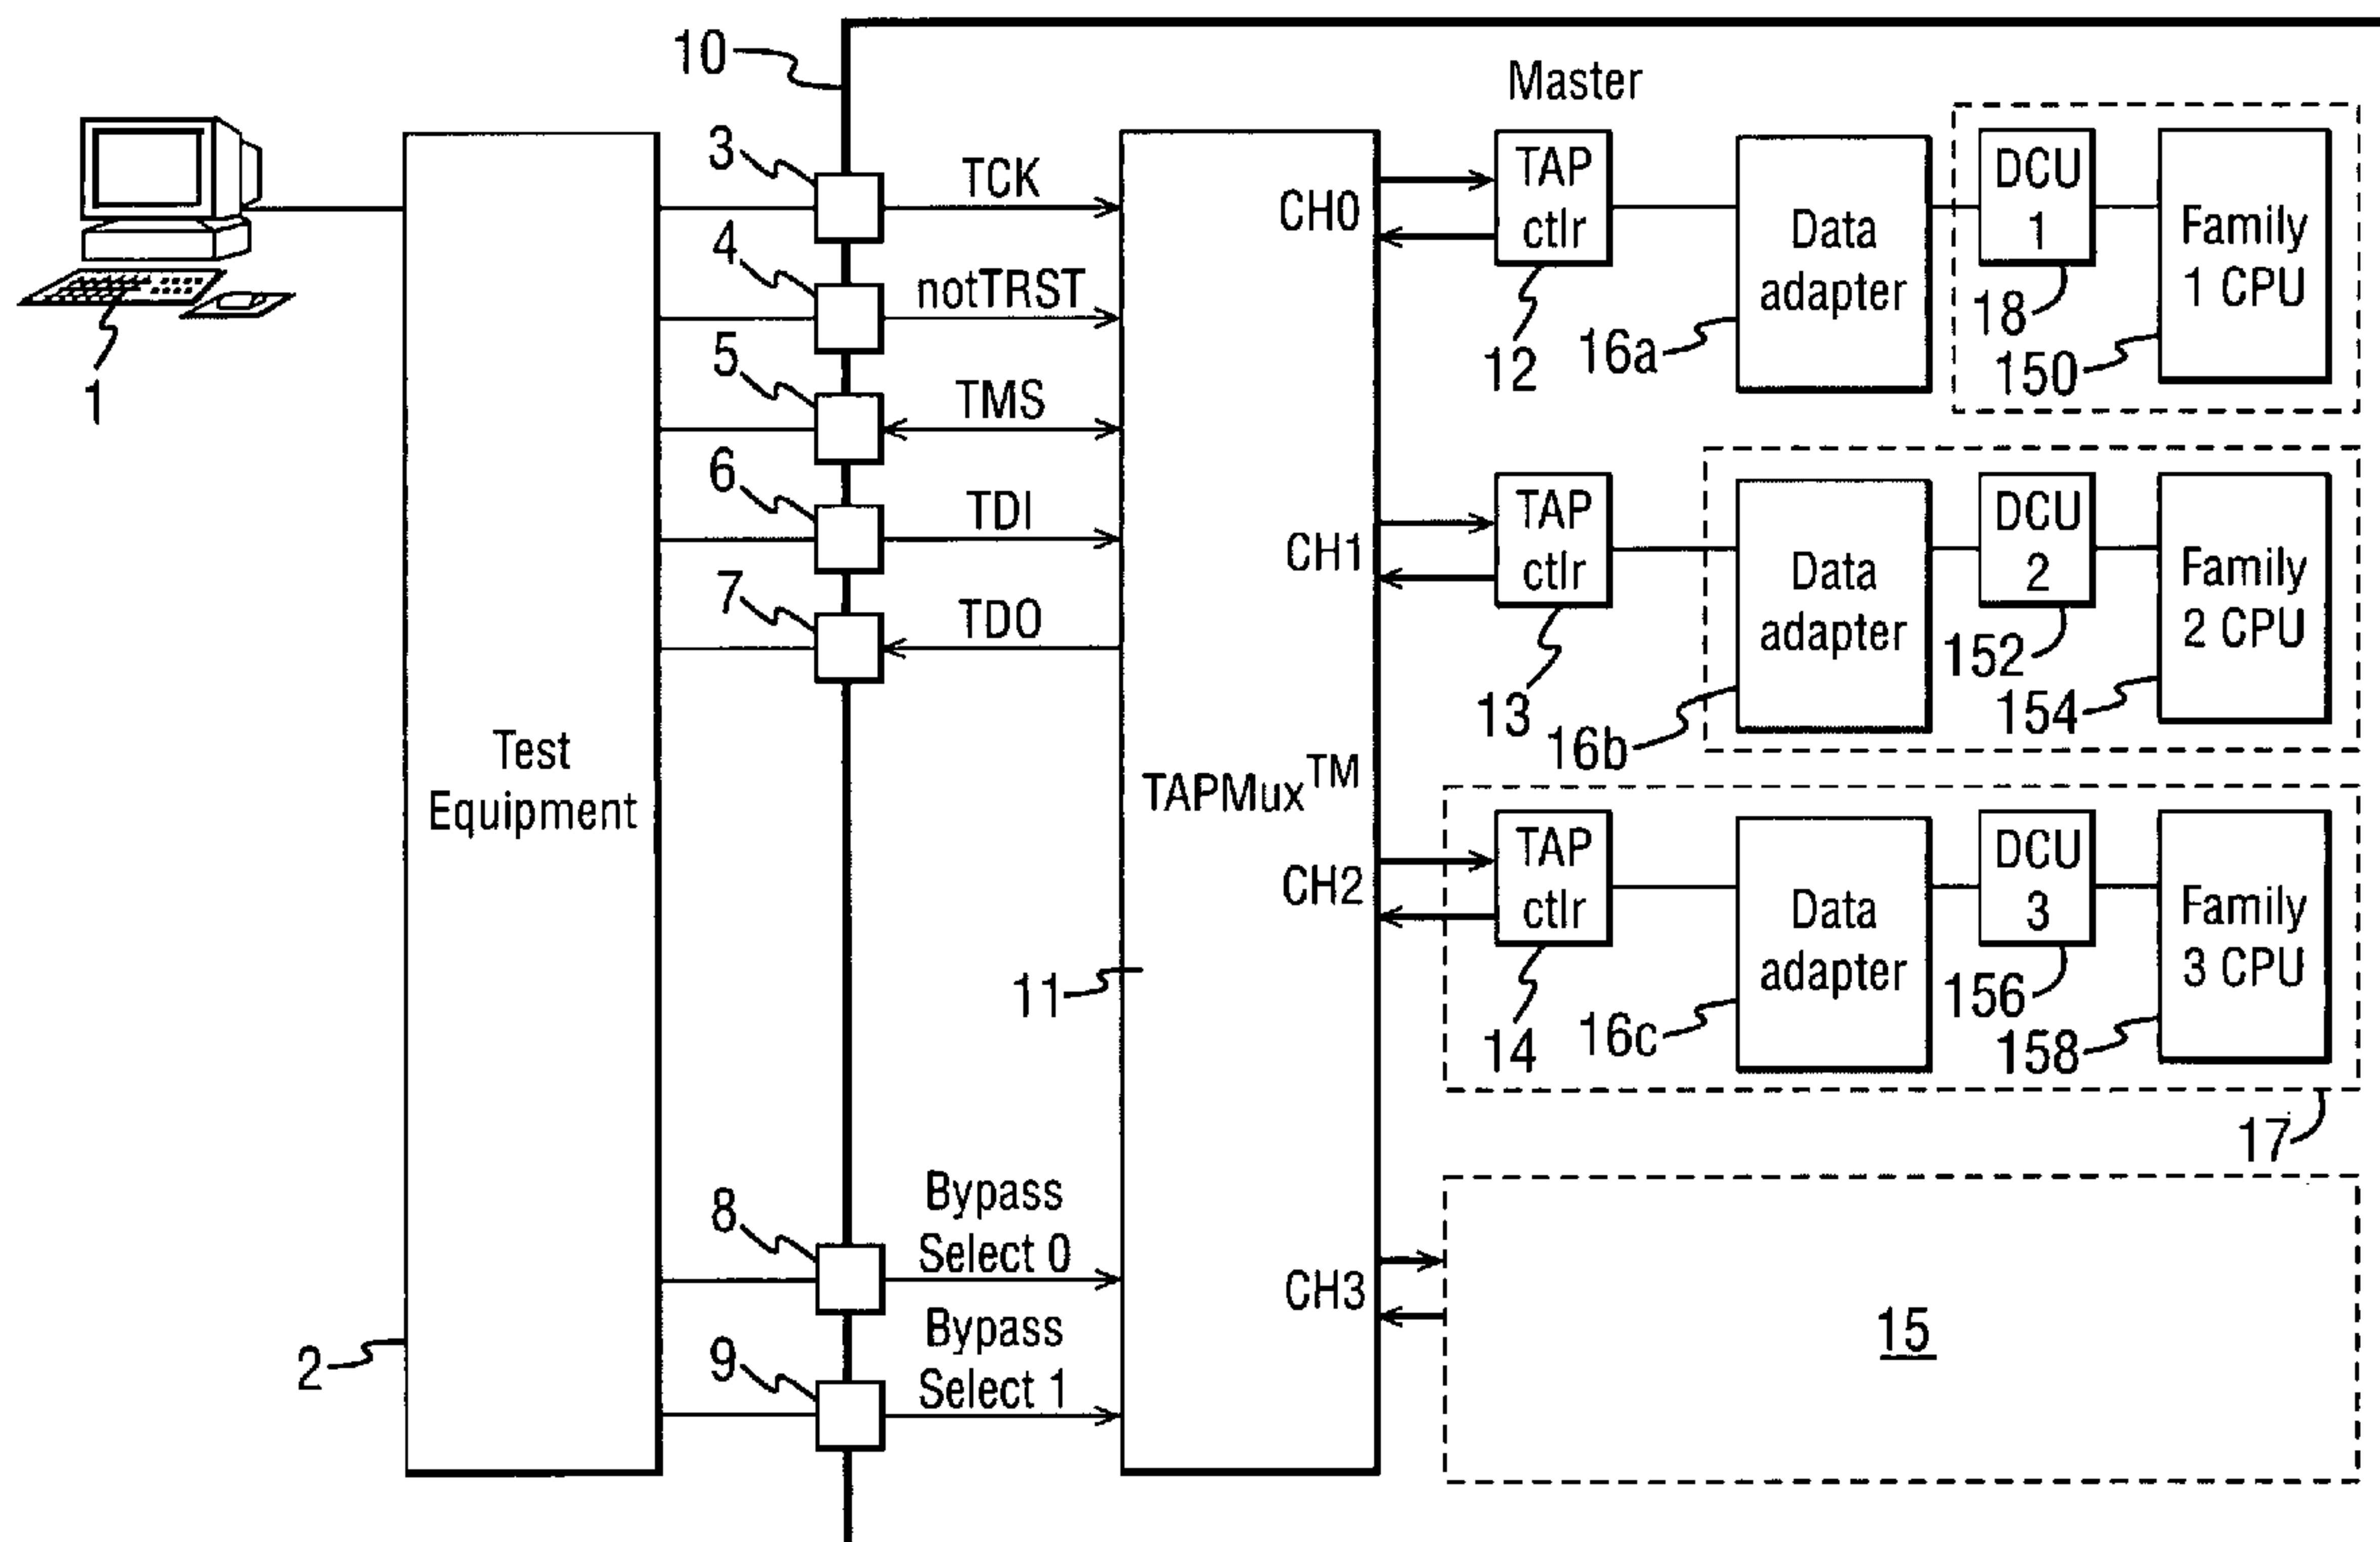 10
Master
3
TCK
TAP
ctlr
DCU
1
CH0
Data
adapter
Family
1 CPU
4
notTRST
18
12
16a
150
1
5
TMS
6
TDI
TAP
ctlr
DCU
2
CH1
Data
adapter
Family
2 CPU
7
TDO
152
13
16b
154
Test
Equipment
TAPMux™
TAP
ctlr
DCU
3
CH2
Data
adapter
Family
3 CPU
11
156
14
16c
158
17
8
Bypass
Select 0
CH3
15
9
Bypass
Select 1
2